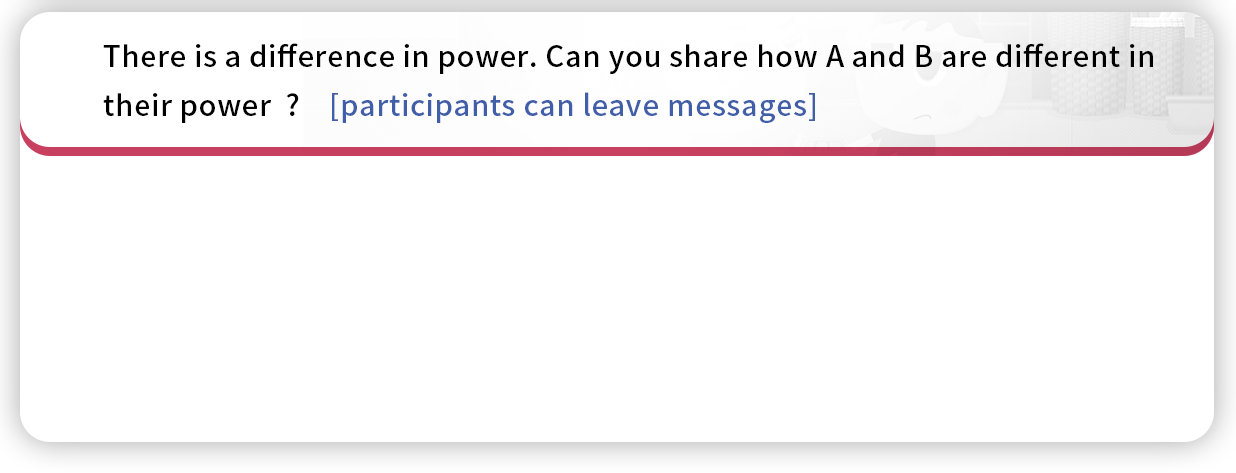 There is a difference in power. Can you share how A and B are different in
their power ? [participants can leave messages]